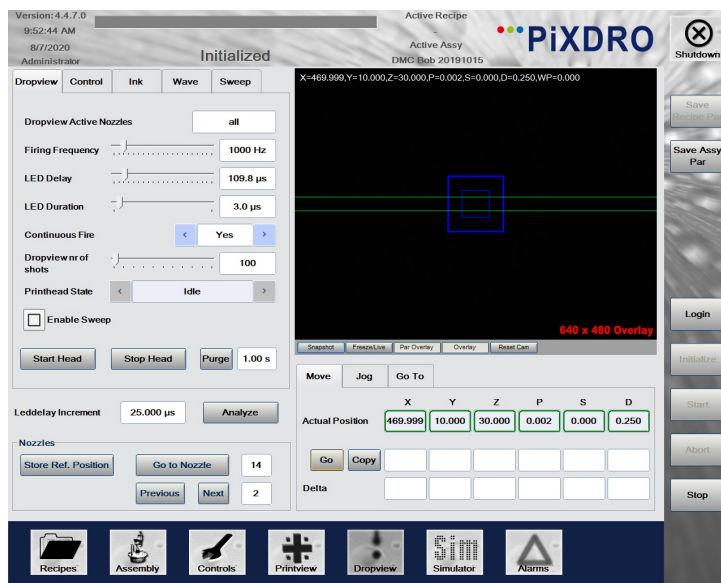 Version: 4.4.7.0
9:52:44 AM
8/7/2020
Administrator
Initialized
Active Recipe
-
Active Assy
DMC Bob 20191015
PiXDRO
Shutdown
Dropview Control Ink Wave Sweep
Dropview Active Nozzles all
Firing Frequency 1000 Hz
LED Delay 109.8 µs
LED Duration 3.0 µs
Continuous Fire < Yes >
Dropview nr of shots 100
Printhead State < Idle >
Enable Sweep
Start Head Stop Head Purge 1.00 s
Leddelay Increment 25.000 µs Analyze
Nozzles
Store Ref. Position Go to Nozzle 14
Previous Next 2
X=469.999,Y=10.000,Z=30.000,P=0.002,S=0.000,D=0.250,WP=0.000
640 x 480 Overlay
Snapshot Freeze/Live Par Overlay Overlay Reset Cam
Move Jog Go To
X Y Z P S D
Actual Position 469.999 10.000 30.000 0.002 0.000 0.250
Go Copy
Delta
Save
Recipe Par
Save Assy
Par
Login
Initialize
Start
Abort
Stop
Recipes Assembly Controls Printview Dropview Sim Simulator Alarms